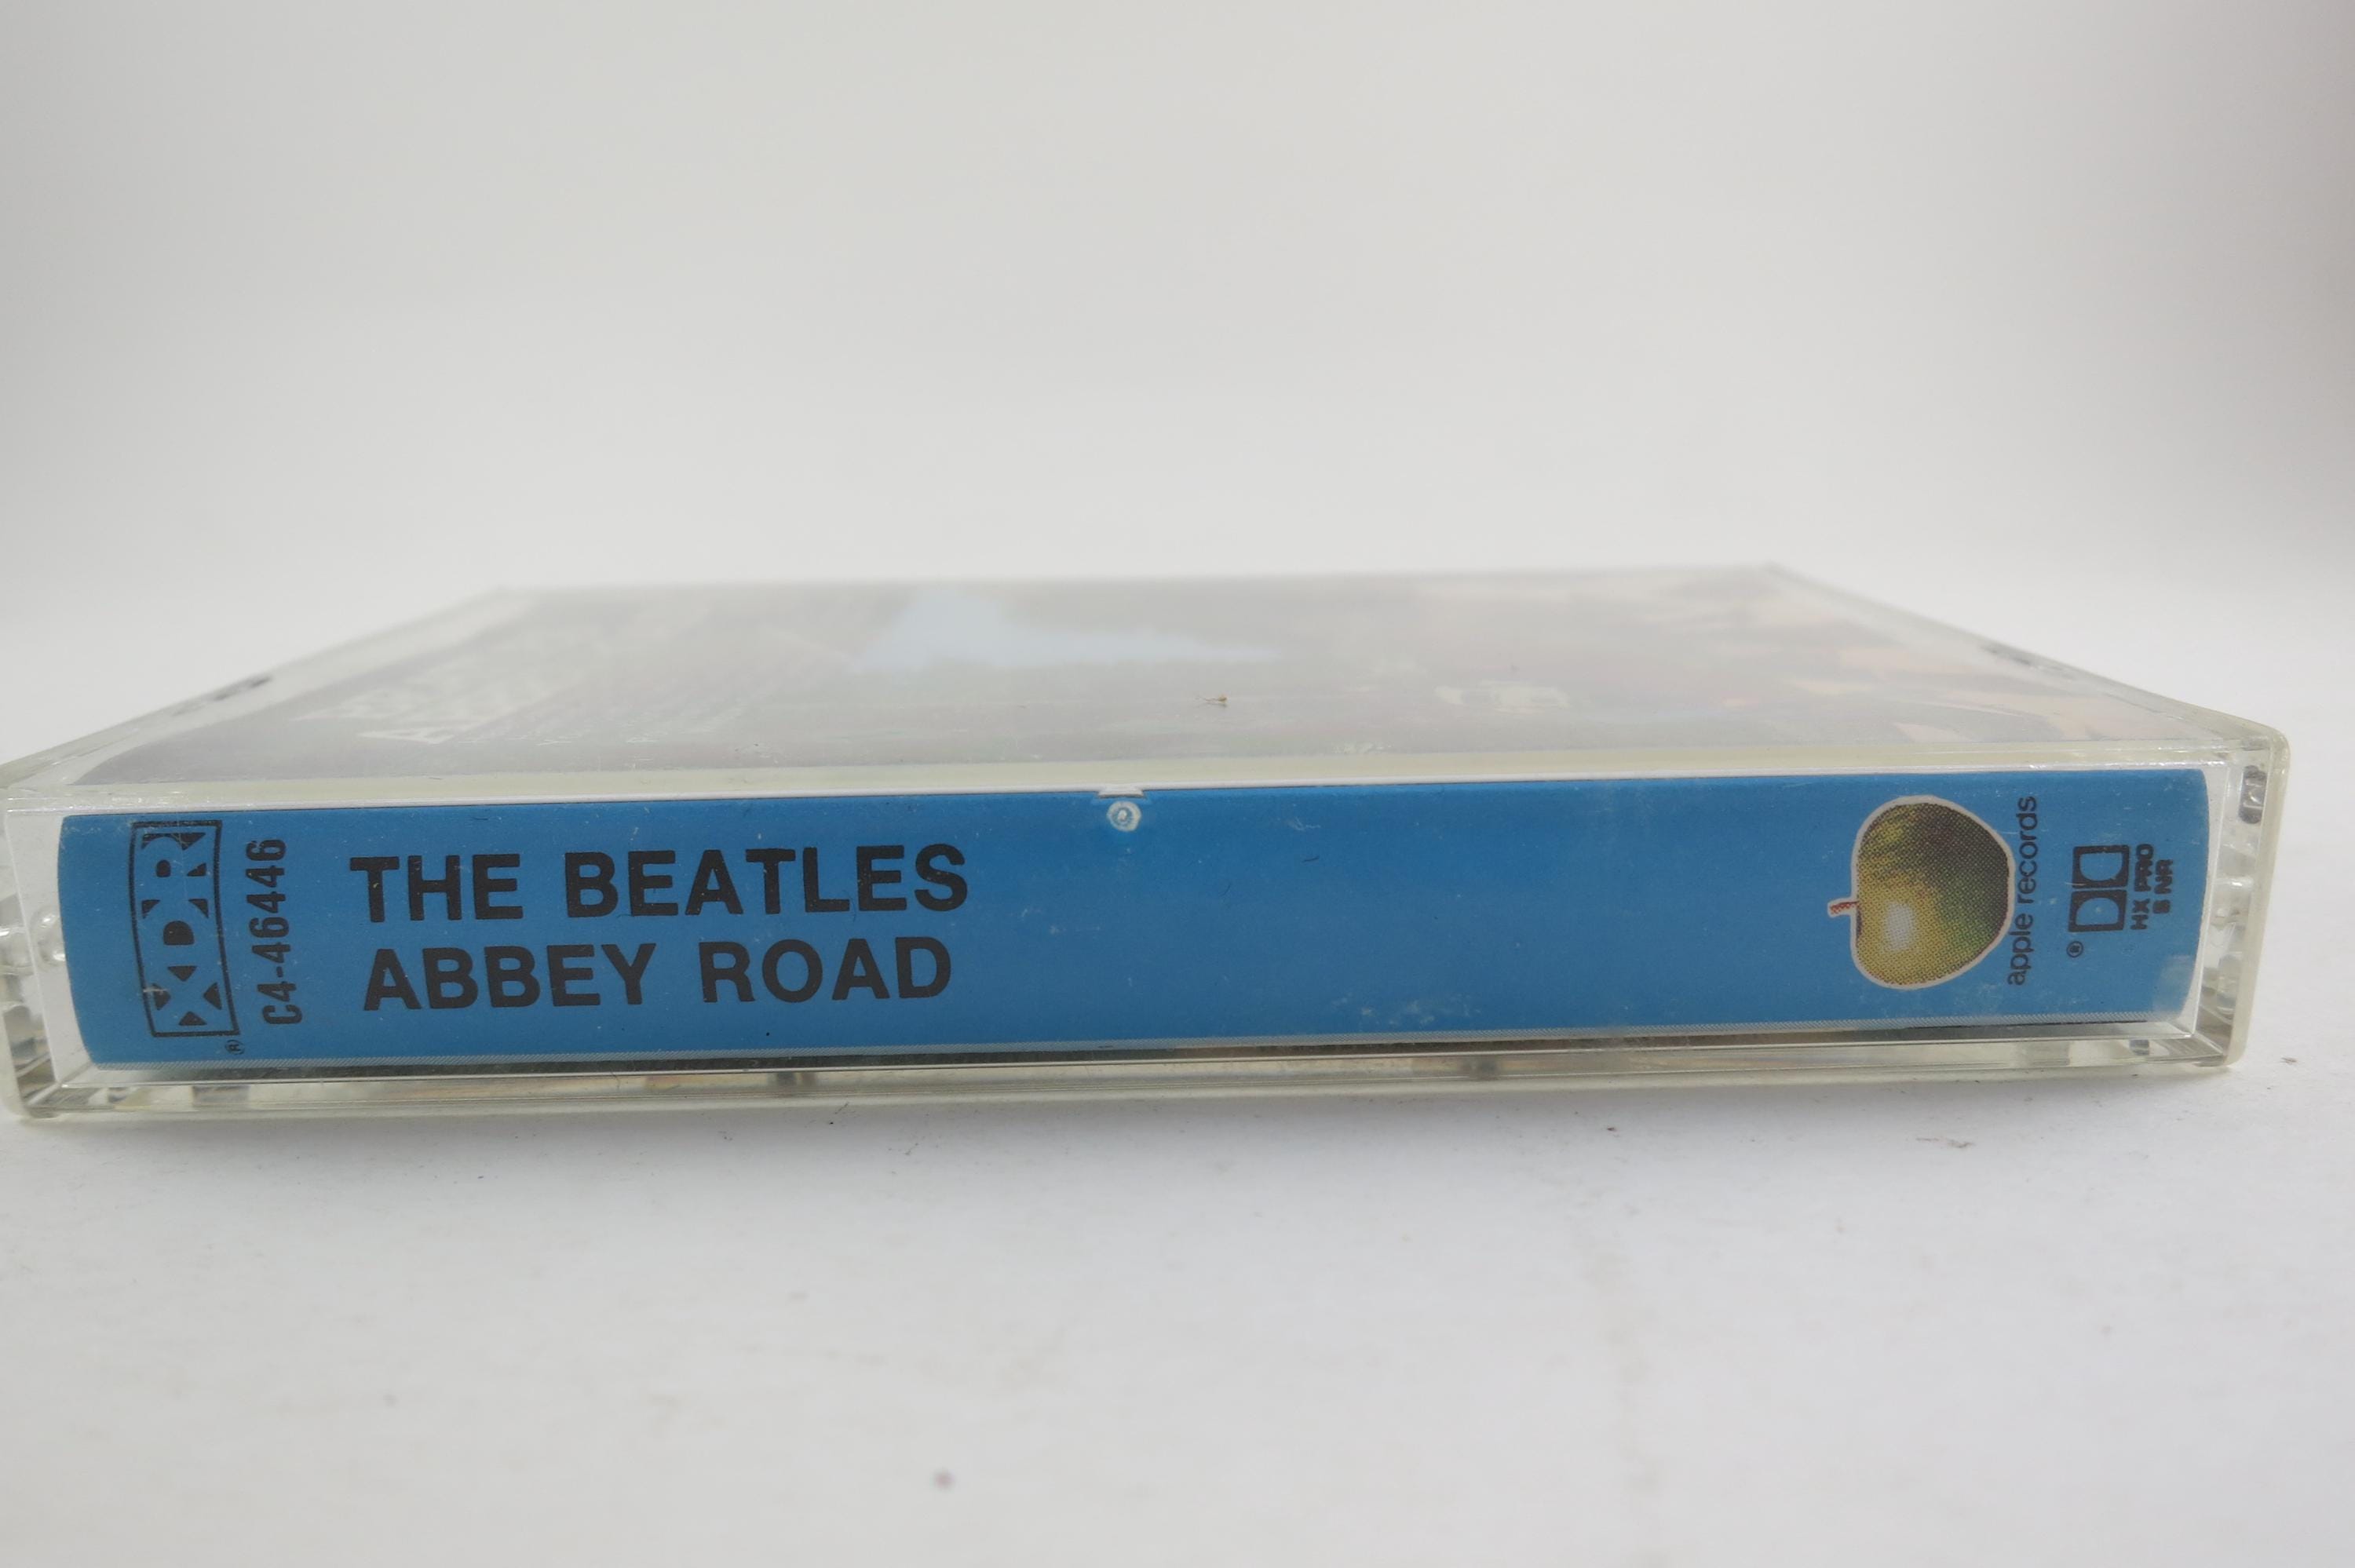 XDR
®
C4-46446
THE BEATLES
ABBEY ROAD
apple records
®
HX PRO
B NR